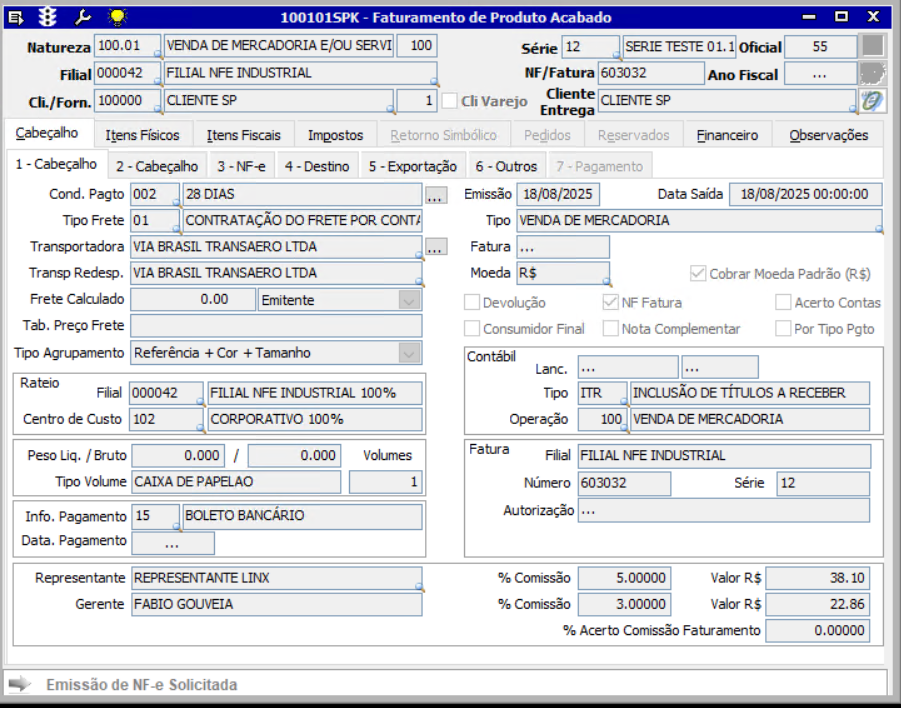 100101SPK - Faturamento de Produto Acabado
Natureza 100.01 VENDA DE MERCADORIA E/OU SERVI 100 Série 12 SERIE TESTE 01.1 Oficial 55
Filial 000042 FILIAL NFE INDUSTRIAL NF/Fatura 603032 Ano Fiscal ...
Cli./Forn. 100000 CLIENTE SP 1 Cli Varejo Cliente Entrega CLIENTE SP
Cabeçalho Itens Físicos Itens Fiscais Impostos Retorno Simbólico Pedidos Reservados Financeiro Observações
1 - Cabeçalho 2 - Cabeçalho 3 - NF-e 4 - Destino 5 - Exportação 6 - Outros 7 - Pagamento
Cond. Pagto 002 28 DIAS ... Emissão 18/08/2025 Data Saída 18/08/2025 00:00:00
Tipo Frete 01 CONTRATAÇÃO DO FRETE POR CONTA Tipo VENDA DE MERCADORIA
Transportadora VIA BRASIL TRANSAERO LTDA ... Fatura ...
Transp Redesp. VIA BRASIL TRANSAERO LTDA Moeda R$ Cobrar Moeda Padrão (R$)
Frete Calculado 0.00 Emitente Devolução NF Fatura Acerto Contas
Tab. Preço Frete Consumidor Final Nota Complementar Por Tipo Pgto
Tipo Agrupamento Referência + Cor + Tamanho
Contábil
Lanc. ... ...
Rateio
Filial 000042 FILIAL NFE INDUSTRIAL 100% Tipo ITR INCLUSÃO DE TÍTULOS A RECEBER
Centro de Custo 102 CORPORATIVO 100% Operação 100 VENDA DE MERCADORIA
Fatura
Peso Liq. / Bruto 0.000 / 0.000 Volumes Filial FILIAL NFE INDUSTRIAL
Tipo Volume CAIXA DE PAPELAO 1 Número 603032 Série 12
Info. Pagamento 15 BOLETO BANCÁRIO Autorização ...
Data. Pagamento ...
Representante REPRESENTANTE LINX % Comissão 5.00000 Valor R$ 38.10
Gerente FABIO GOUVEIA % Comissão 3.00000 Valor R$ 22.86
% Acerto Comissão Faturamento 0.00000
Emissão de NF-e Solicitada